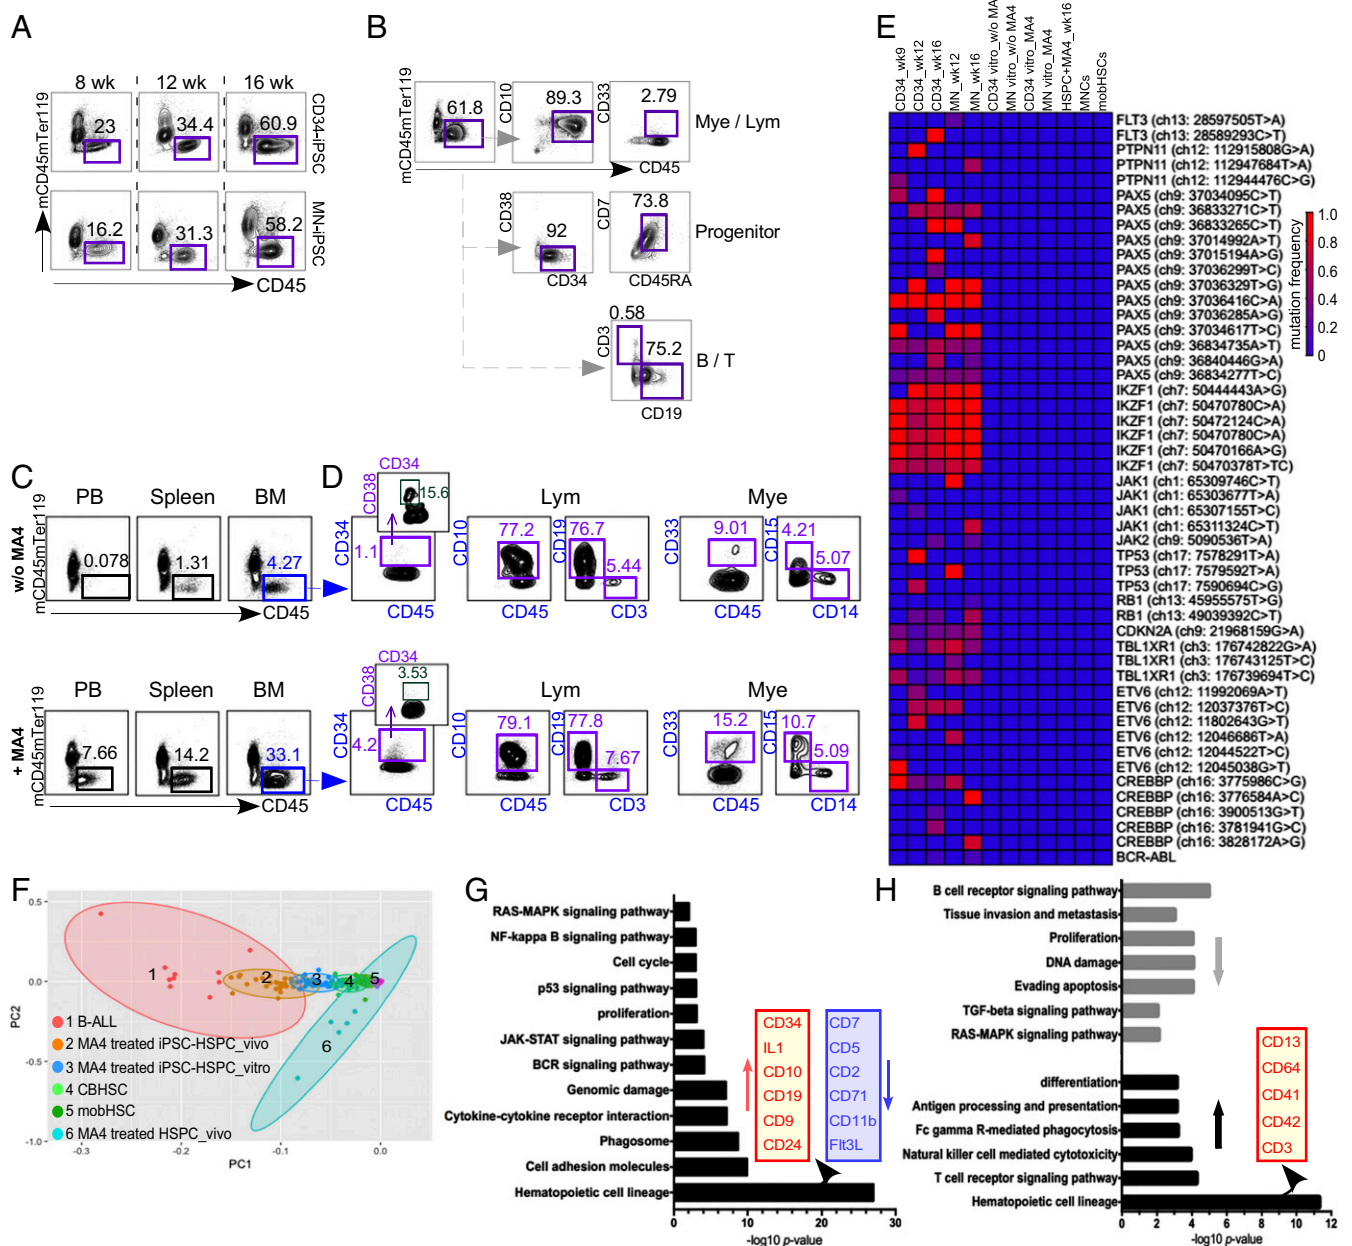 A
8 wk
12 wk
16 wk
mCD45mTer119
23
34.4
60.9
CD34-iPSC
16.2
31.3
58.2
MN-iPSC
CD45
B
mCD45mTer119
61.8
CD10
89.3
CD33
2.79
Mye / Lym
CD45
CD38
92
CD34
CD7
73.8
CD45RA
Progenitor
0.58
CD3
75.2
B / T
CD19
C
PB
Spleen
BM
w/o MA4
mCD45mTer119
0.078
1.31
4.27
CD45
PB
Spleen
BM
+ MA4
mCD45mTer119
7.66
14.2
33.1
CD45
D
CD34
CD38
15.6
Lym
Mye
CD34
1.1
CD45
CD10
77.2
CD45
CD19
76.7
5.44
CD3
CD33
9.01
CD45
CD15
4.21
5.07
CD14
CD34
CD38
3.53
Lym
Mye
CD34
4.2
CD45
CD10
79.1
CD45
CD19
77.8
7.67
CD3
CD33
15.2
CD45
CD15
10.7
5.09
CD14
E
CD34_wk9
CD34_wk12
CD34_wk16
MN_wk12
MN_wk16
CD34 vitro_w/o MA
MN vitro_w/o MA4
CD34 vitro_MA4
MN vitro_MA4
HSPC+MA4_wk16
MNCs
mobHSCs
FLT3 (ch13: 28597505T>A)
FLT3 (ch13: 28589293C>T)
PTPN11 (ch12: 112915808G>A)
PTPN11 (ch12: 112947684T>A)
PTPN11 (ch12: 112944476C>G)
PAX5 (ch9: 37034095C>T)
PAX5 (ch9: 36833271C>T)
PAX5 (ch9: 36833265C>T)
PAX5 (ch9: 37014992A>T)
PAX5 (ch9: 37015194A>G)
PAX5 (ch9: 37036299T>C)
PAX5 (ch9: 37036329T>G)
PAX5 (ch9: 37036416C>A)
PAX5 (ch9: 37036285A>G)
PAX5 (ch9: 37034617T>C)
PAX5 (ch9: 36834735A>T)
PAX5 (ch9: 36840446G>A)
PAX5 (ch9: 36834277T>C)
IKZF1 (ch7: 50444443A>G)
IKZF1 (ch7: 50470780C>A)
IKZF1 (ch7: 50472124C>A)
IKZF1 (ch7: 50470780C>A)
IKZF1 (ch7: 50470166A>G)
IKZF1 (ch7: 50470378T>TC)
JAK1 (ch1: 65309746C>T)
JAK1 (ch1: 65303677T>A)
JAK1 (ch1: 65307155T>C)
JAK1 (ch1: 65311324C>T)
JAK2 (ch9: 5090536T>A)
TP53 (ch17: 7578291T>A)
TP53 (ch17: 7579592T>A)
TP53 (ch17: 7590694C>G)
RB1 (ch13: 45955575T>G)
RB1 (ch13: 49039392C>T)
CDKN2A (ch9: 21968159G>A)
TBL1XR1 (ch3: 176742822G>A)
TBL1XR1 (ch3: 176743125T>C)
TBL1XR1 (ch3: 176739694T>C)
ETV6 (ch12: 11992069A>T)
ETV6 (ch12: 12037376T>C)
ETV6 (ch12: 11802643G>T)
ETV6 (ch12: 12046686T>A)
ETV6 (ch12: 12044522T>C)
ETV6 (ch12: 12045038G>T)
CREBBP (ch16: 3775986C>G)
CREBBP (ch16: 3776584A>C)
CREBBP (ch16: 3900513G>T)
CREBBP (ch16: 3781941G>C)
CREBBP (ch16: 3828172A>G)
BCR-ABL
mutation frequency
1.0
0.8
0.6
0.4
0.2
0
F
0.5
0.0
-0.5
-1.0
PC2
-0.3
-0.2
-0.1
0.0
PC1
1
2
3
4
5
6
1 B-ALL
2 MA4 treated iPSC-HSPC_vivo
3 MA4 treated iPSC-HSPC_vitro
4 CBHSC
5 mobHSC
6 MA4 treated HSPC_vivo
G
RAS-MAPK signaling pathway
NF-kappa B signaling pathway
Cell cycle
p53 signaling pathway
proliferation
JAK-STAT signaling pathway
BCR signaling pathway
Genomic damage
Cytokine-cytokine receptor interaction
Phagosome
Cell adhesion molecules
Hematopoietic cell lineage
0
10
20
30
-log10 p-value
CD34
IL1
CD10
CD19
CD9
CD24
CD7
CD5
CD2
CD71
CD11b
Flt3L
H
B cell receptor signaling pathway
Tissue invasion and metastasis
Proliferation
DNA damage
Evading apoptosis
TGF-beta signaling pathway
RAS-MAPK signaling pathway
differentiation
Antigen processing and presentation
Fc gamma R-mediated phagocytosis
Natural killer cell mediated cytotoxicity
T cell receptor signaling pathway
Hematopoietic cell lineage
0
2
4
6
8
10
12
-log10 p-value
CD13
CD64
CD41
CD42
CD3